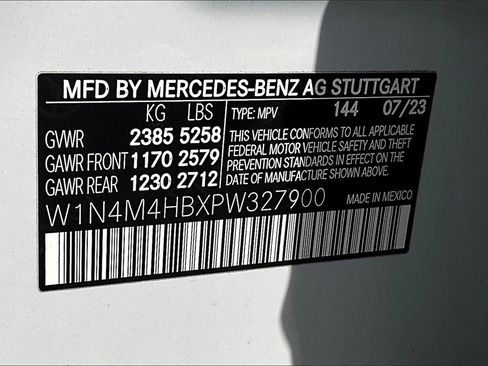 MFD BY MERCEDES-BENZ AG STUTTGART
KG LBS TYPE: MPV 144 07/23
GVWR 2385 5258
GAWR FRONT 1170 2579
GAWR REAR 1230 2712
THIS VEHICLE CONFORMS TO ALL APPLICABLE
FEDERAL MOTOR VEHICLE SAFETY AND THEFT
PREVENTION STANDARDS IN EFFECT ON THE
DATE OF MANUFACTURE SHOWN ABOVE.
W1N4M4HBXPW327900 MADE IN MEXICO